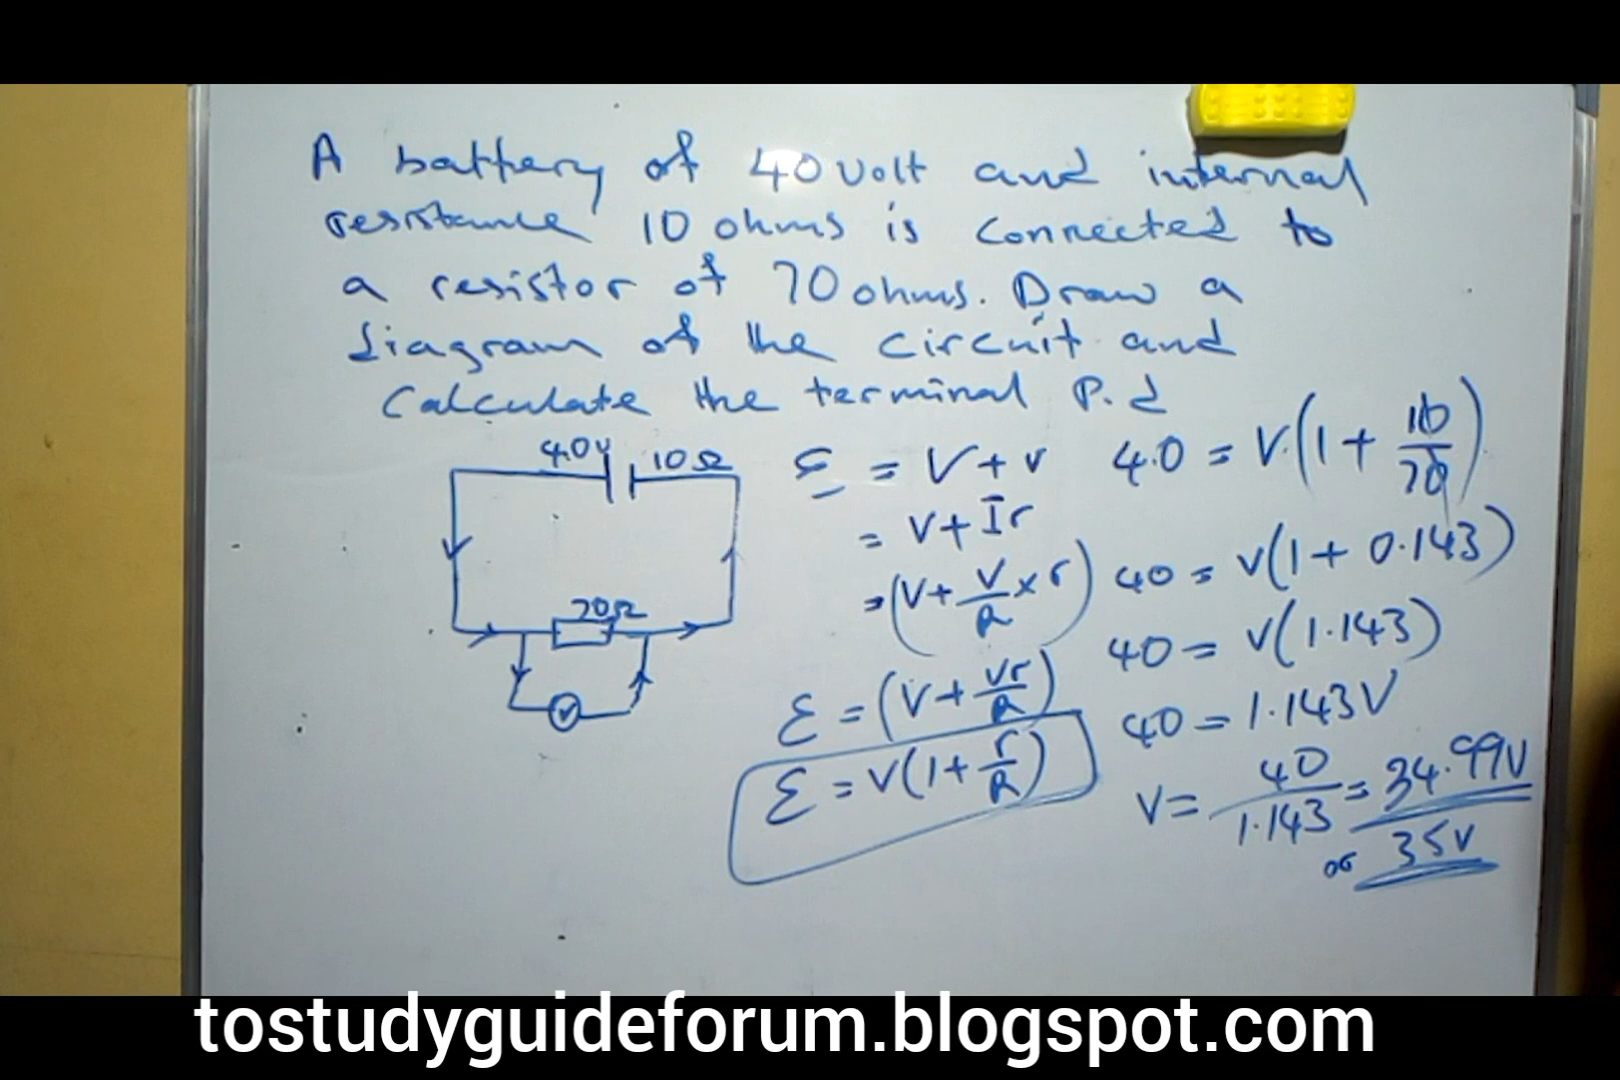 A battery of 40 volt and internal
resistance 10 ohms is connected to
a resistor of 70 ohms. Draw a
diagram of the circuit and
Calculate the terminal P.d
40V 10Ω
70Ω
V
Ɛ = V + v
= V + Ir
= (V + V/R × r)
Ɛ = (V + Vr/R)
Ɛ = V(1 + r/R)
40 = V(1 + 10/70)
40 = V(1 + 0.143)
40 = V(1.143)
40 = 1.143V
V = 40/1.143 = 34.99V
or 35V
tostudyguideforum.blogspot.com